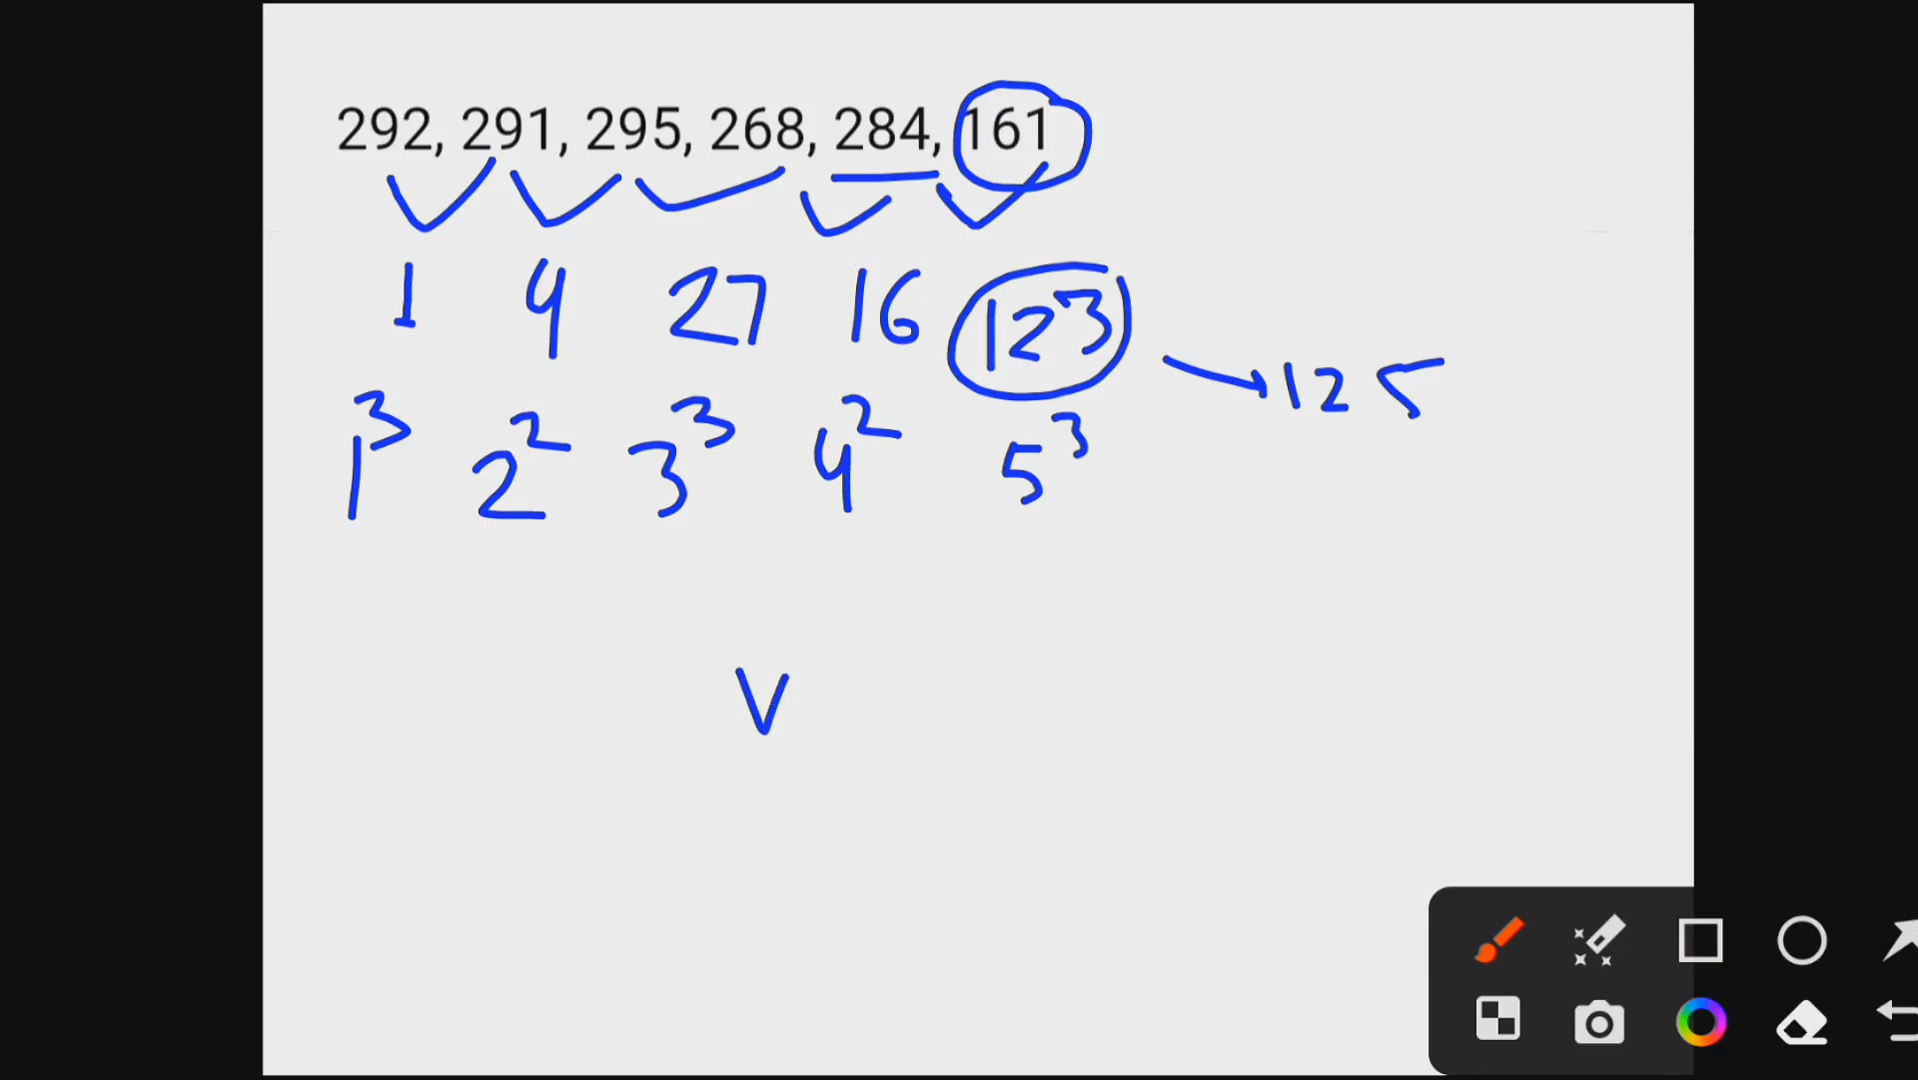 292, 291, 295, 268, 284, 161
1 4 27 16 123
→ 125
1³ 2² 3³ 4² 5³
V